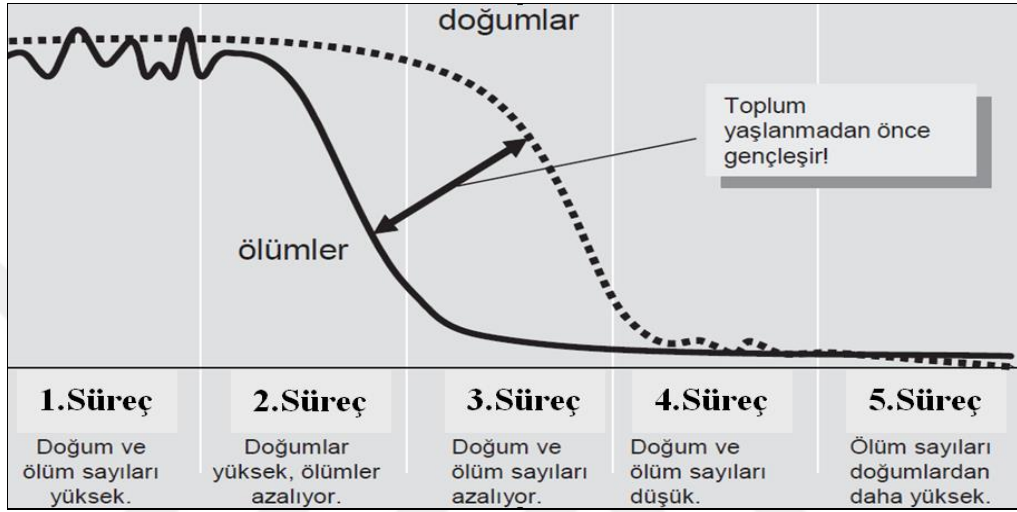 doğumlar
Toplum
yaşlanmadan önce
gençleşir!
ölümler
1.Süreç
Doğum ve
ölüm sayıları
yüksek.
2.Süreç
Doğumlar
yüksek, ölümler
azalıyor.
3.Süreç
Doğum ve
ölüm sayıları
azalıyor.
4.Süreç
Doğum ve
ölüm sayıları
düşük.
5.Süreç
Ölüm sayıları
doğumlardan
daha yüksek.